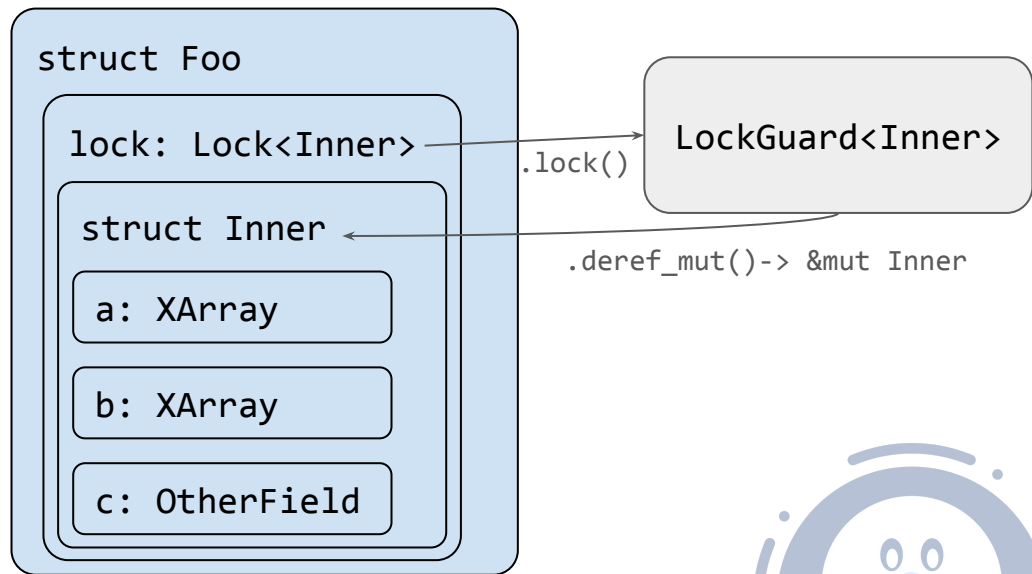 struct Foo
lock: Lock<Inner>
.lock()
LockGuard<Inner>
struct Inner
.deref_mut()-> &mut Inner
a: XArray
b: XArray
c: OtherField